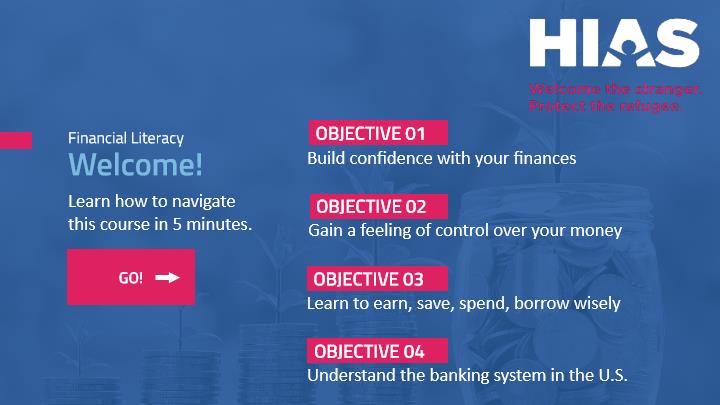 HIAS
Welcome the stranger.
Protect the refugee.
Financial Literacy
Welcome!
Learn how to navigate
this course in 5 minutes.
GO!
OBJECTIVE 01
Build confidence with your finances
OBJECTIVE 02
Gain a feeling of control over your money
OBJECTIVE 03
Learn to earn, save, spend, borrow wisely
OBJECTIVE 04
Understand the banking system in the U.S.